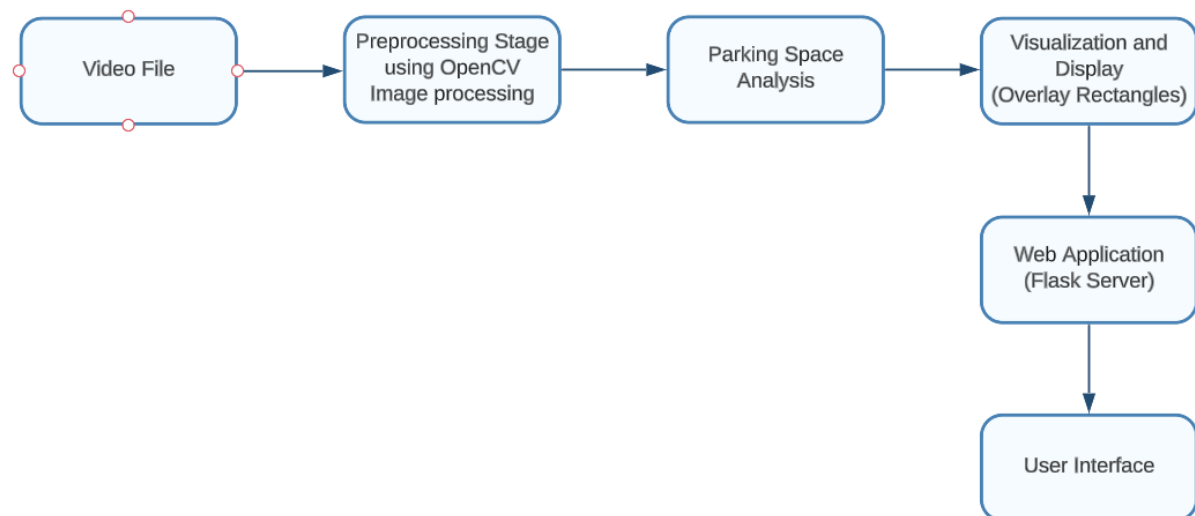 Video File
Preprocessing Stage
using OpenCV
Image processing
Parking Space
Analysis
Visualization and
Display
(Overlay Rectangles)
Web Application
(Flask Server)
User Interface